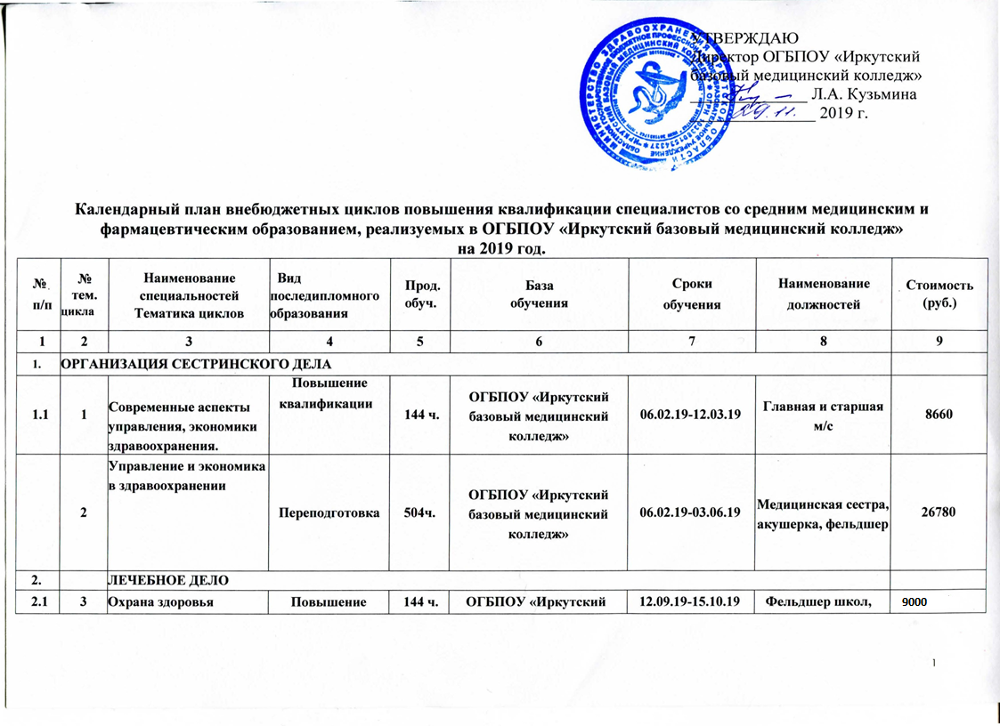 УТВЕРЖДАЮ
Директор ОГБПОУ «Иркутский
базовый медицинский колледж»
Л.А. Кузьмина
29.11. 2019 г.
Календарный план внебюджетных циклов повышения квалификации специалистов со средним медицинским и
фармацевтическим образованием, реализуемых в ОГБПОУ «Иркутский базовый медицинский колледж»
на 2019 год.
№ п/п
№ тем. цикла
Наименование специальностей Тематика циклов
Вид последипломного образования
Прод. обуч.
База обучения
Сроки обучения
Наименование должностей
Стоимость (руб.)
1 2 3 4 5 6 7 8 9
1. ОРГАНИЗАЦИЯ СЕСТРИНСКОГО ДЕЛА
1.1
1
Современные аспекты
управления, экономики
здравоохранения.
Повышение
квалификации
144 ч.
ОГБПОУ «Иркутский
базовый медицинский
колледж»
06.02.19-12.03.19
Главная и старшая
м/с
8660
2
Управление и экономика
в здравоохранении
Переподготовка
504ч.
ОГБПОУ «Иркутский
базовый медицинский
колледж»
06.02.19-03.06.19
Медицинская сестра,
акушерка, фельдшер
26780
2. ЛЕЧЕБНОЕ ДЕЛО
2.1 3 Охрана здоровья Повышение 144 ч. ОГБПОУ «Иркутский 12.09.19-15.10.19 Фельдшер школ, 9000
1